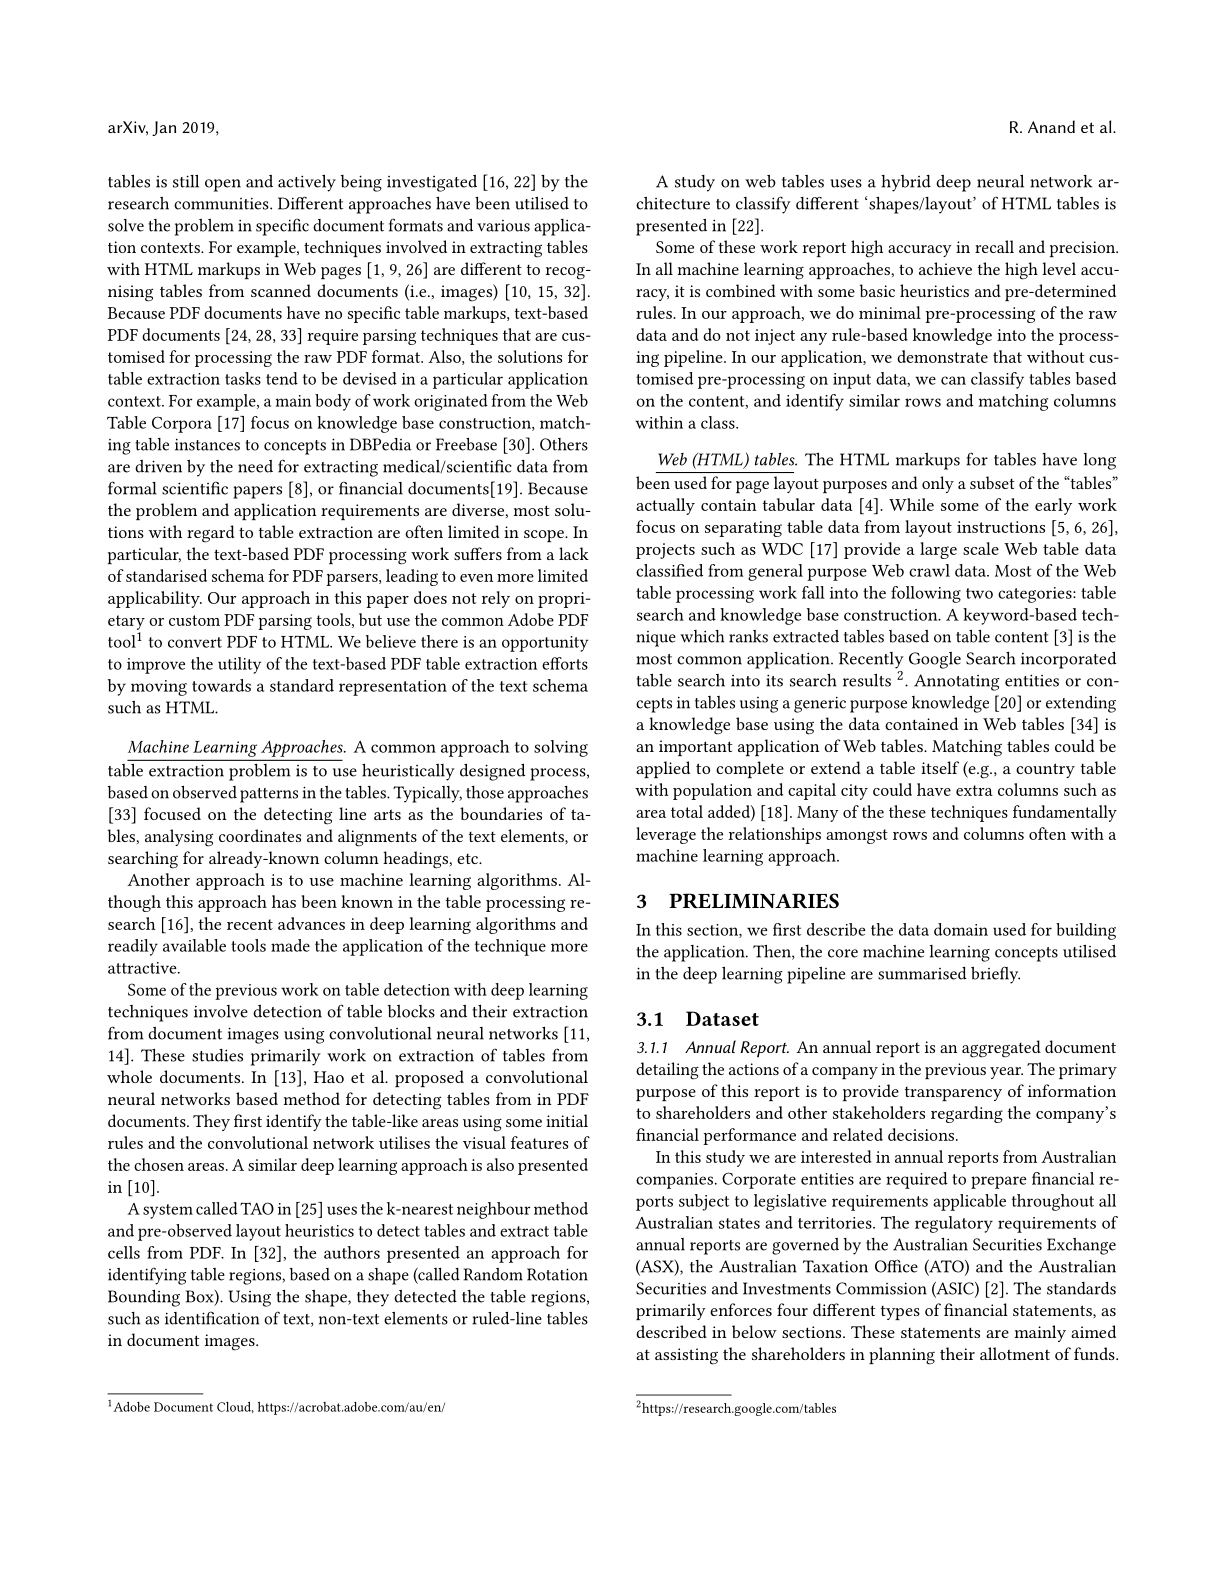 arXiv, Jan 2019,
R. Anand et al.
tables is still open and actively being investigated [16, 22] by the
research communities. Different approaches have been utilised to
solve the problem in specific document formats and various applica-
tion contexts. For example, techniques involved in extracting tables
with HTML markups in Web pages [1, 9, 26] are different to recog-
nising tables from scanned documents (i.e., images) [10, 15, 32].
Because PDF documents have no specific table markups, text-based
PDF documents [24, 28, 33] require parsing techniques that are cus-
tomised for processing the raw PDF format. Also, the solutions for
table extraction tasks tend to be devised in a particular application
context. For example, a main body of work originated from the Web
Table Corpora [17] focus on knowledge base construction, match-
ing table instances to concepts in DBPedia or Freebase [30]. Others
are driven by the need for extracting medical/scientific data from
formal scientific papers [8], or financial documents[19]. Because
the problem and application requirements are diverse, most solu-
tions with regard to table extraction are often limited in scope. In
particular, the text-based PDF processing work suffers from a lack
of standarised schema for PDF parsers, leading to even more limited
applicability. Our approach in this paper does not rely on propri-
etary or custom PDF parsing tools, but use the common Adobe PDF
tool1 to convert PDF to HTML. We believe there is an opportunity
to improve the utility of the text-based PDF table extraction efforts
by moving towards a standard representation of the text schema
such as HTML.
Machine Learning Approaches. A common approach to solving
table extraction problem is to use heuristically designed process,
based on observed patterns in the tables. Typically, those approaches
[33] focused on the detecting line arts as the boundaries of ta-
bles, analysing coordinates and alignments of the text elements, or
searching for already-known column headings, etc.
Another approach is to use machine learning algorithms. Al-
though this approach has been known in the table processing re-
search [16], the recent advances in deep learning algorithms and
readily available tools made the application of the technique more
attractive.
Some of the previous work on table detection with deep learning
techniques involve detection of table blocks and their extraction
from document images using convolutional neural networks [11,
14]. These studies primarily work on extraction of tables from
whole documents. In [13], Hao et al. proposed a convolutional
neural networks based method for detecting tables from in PDF
documents. They first identify the table-like areas using some initial
rules and the convolutional network utilises the visual features of
the chosen areas. A similar deep learning approach is also presented
in [10].
A system called TAO in [25] uses the k-nearest neighbour method
and pre-observed layout heuristics to detect tables and extract table
cells from PDF. In [32], the authors presented an approach for
identifying table regions, based on a shape (called Random Rotation
Bounding Box). Using the shape, they detected the table regions,
such as identification of text, non-text elements or ruled-line tables
in document images.
1Adobe Document Cloud, https://acrobat.adobe.com/au/en/
A study on web tables uses a hybrid deep neural network ar-
chitecture to classify different ‘shapes/layout’ of HTML tables is
presented in [22].
Some of these work report high accuracy in recall and precision.
In all machine learning approaches, to achieve the high level accu-
racy, it is combined with some basic heuristics and pre-determined
rules. In our approach, we do minimal pre-processing of the raw
data and do not inject any rule-based knowledge into the process-
ing pipeline. In our application, we demonstrate that without cus-
tomised pre-processing on input data, we can classify tables based
on the content, and identify similar rows and matching columns
within a class.
Web (HTML) tables. The HTML markups for tables have long
been used for page layout purposes and only a subset of the “tables”
actually contain tabular data [4]. While some of the early work
focus on separating table data from layout instructions [5, 6, 26],
projects such as WDC [17] provide a large scale Web table data
classified from general purpose Web crawl data. Most of the Web
table processing work fall into the following two categories: table
search and knowledge base construction. A keyword-based tech-
nique which ranks extracted tables based on table content [3] is the
most common application. Recently Google Search incorporated
table search into its search results 2. Annotating entities or con-
cepts in tables using a generic purpose knowledge [20] or extending
a knowledge base using the data contained in Web tables [34] is
an important application of Web tables. Matching tables could be
applied to complete or extend a table itself (e.g., a country table
with population and capital city could have extra columns such as
area total added) [18]. Many of the these techniques fundamentally
leverage the relationships amongst rows and columns often with a
machine learning approach.
3 PRELIMINARIES
In this section, we first describe the data domain used for building
the application. Then, the core machine learning concepts utilised
in the deep learning pipeline are summarised briefly.
3.1 Dataset
3.1.1 Annual Report. An annual report is an aggregated document
detailing the actions of a company in the previous year. The primary
purpose of this report is to provide transparency of information
to shareholders and other stakeholders regarding the company’s
financial performance and related decisions.
In this study we are interested in annual reports from Australian
companies. Corporate entities are required to prepare financial re-
ports subject to legislative requirements applicable throughout all
Australian states and territories. The regulatory requirements of
annual reports are governed by the Australian Securities Exchange
(ASX), the Australian Taxation Office (ATO) and the Australian
Securities and Investments Commission (ASIC) [2]. The standards
primarily enforces four different types of financial statements, as
described in below sections. These statements are mainly aimed
at assisting the shareholders in planning their allotment of funds.
2https://research.google.com/tables